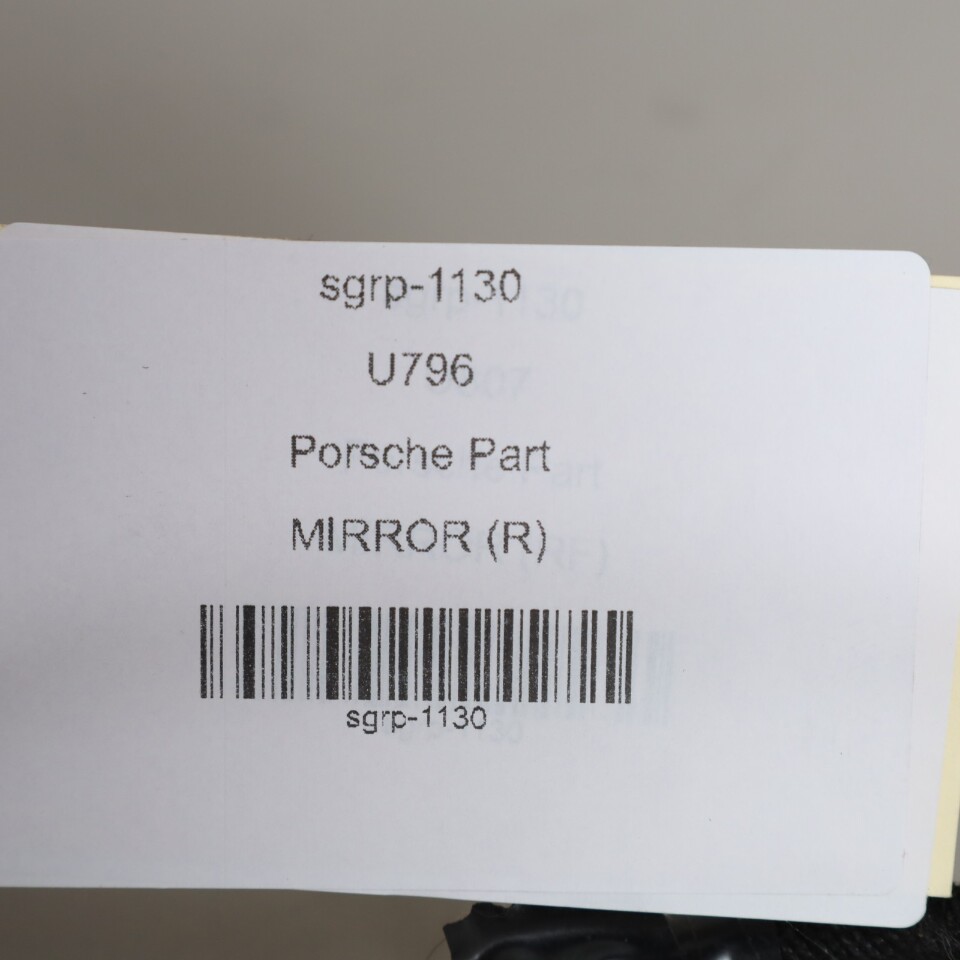 sgrp-1130
U796
Porsche Part
MIRROR (R)
sgrp-1130